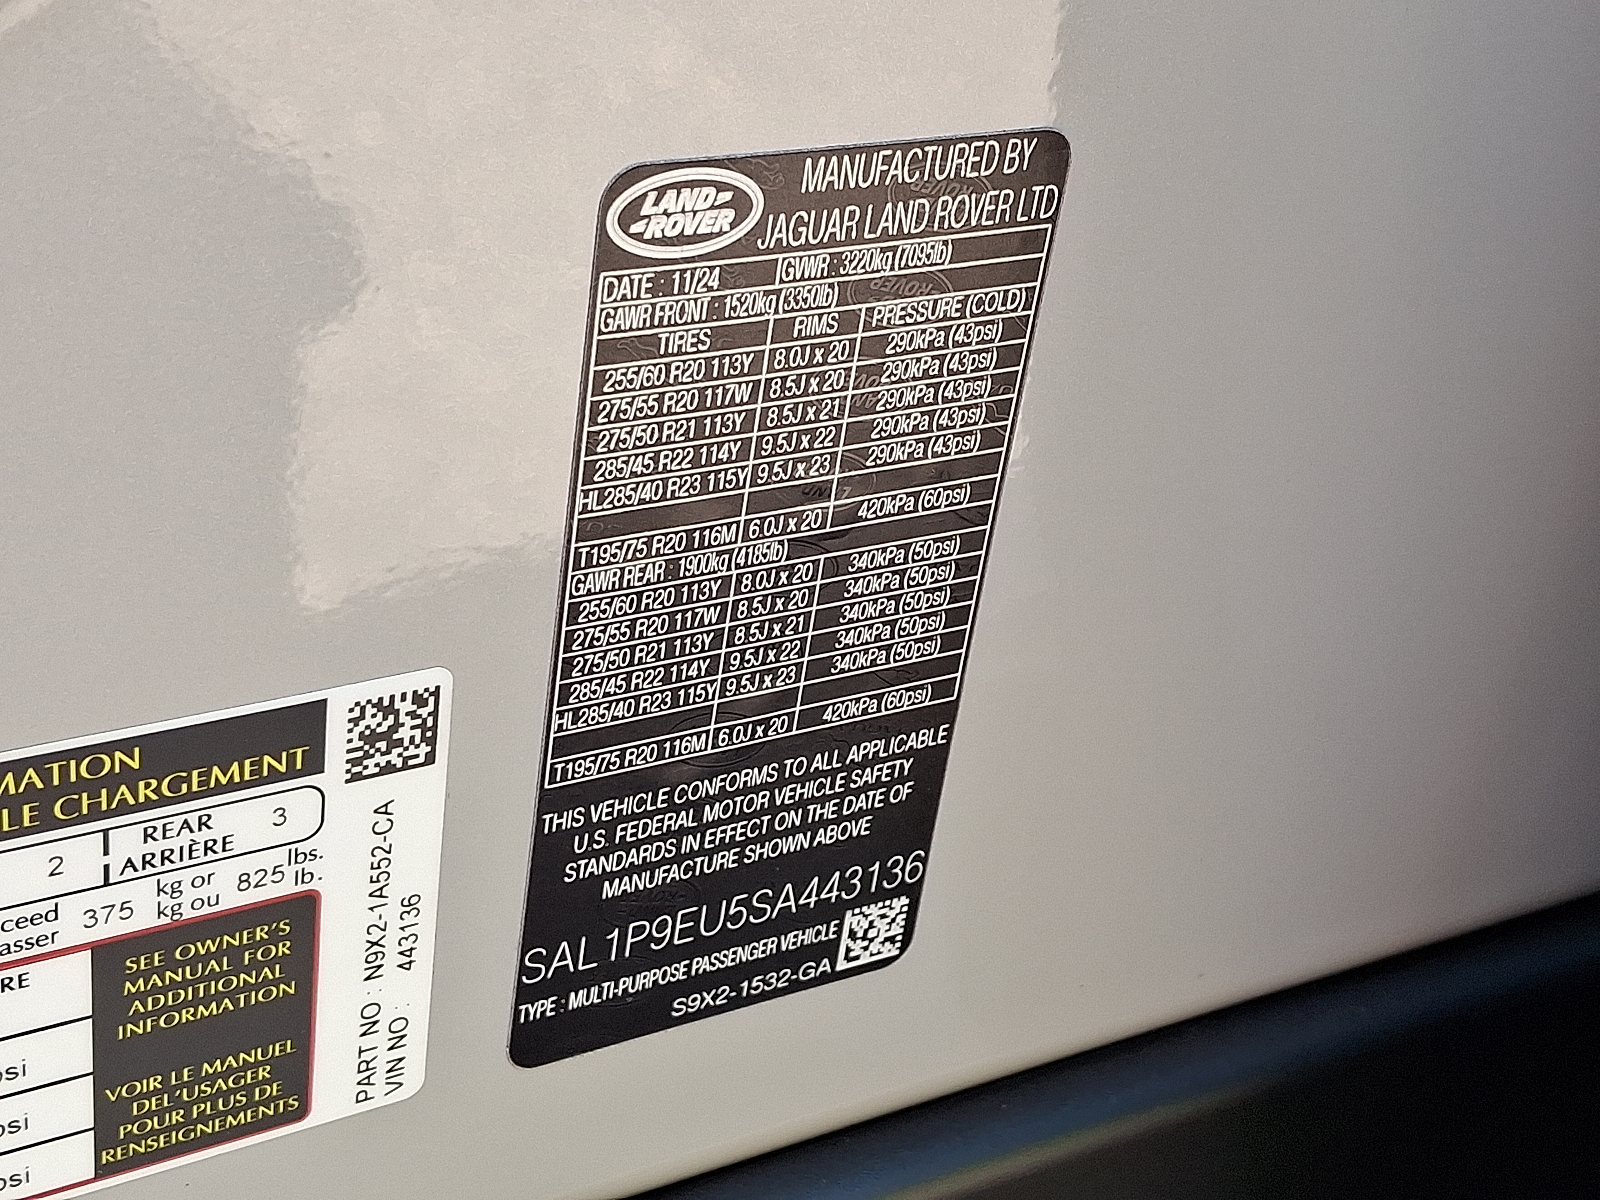 LAND ROVER
MANUFACTURED BY
JAGUAR LAND ROVER LTD
DATE : 11/24 GVWR : 3220kg (7095lb)
GAWR FRONT : 1520kg (3350lb)
TIRES RIMS PRESSURE (COLD)
255/60 R20 113Y 8.0J x 20 290kPa (43psi)
275/55 R20 117W 8.5J x 20 290kPa (43psi)
275/50 R21 113Y 8.5J x 21 290kPa (43psi)
285/45 R22 114Y 9.5J x 22 290kPa (43psi)
HL285/40 R23 115Y 9.5J x 23 290kPa (43psi)
T195/75 R20 116M 6.0J x 20 420kPa (60psi)
GAWR REAR : 1900kg (4185lb)
255/60 R20 113Y 8.0J x 20 340kPa (50psi)
275/55 R20 117W 8.5J x 20 340kPa (50psi)
275/50 R21 113Y 8.5J x 21 340kPa (50psi)
285/45 R22 114Y 9.5J x 22 340kPa (50psi)
HL285/40 R23 115Y 9.5J x 23 340kPa (50psi)
T195/75 R20 116M 6.0J x 20 420kPa (60psi)
THIS VEHICLE CONFORMS TO ALL APPLICABLE
U.S. FEDERAL MOTOR VEHICLE SAFETY
STANDARDS IN EFFECT ON THE DATE OF
MANUFACTURE SHOWN ABOVE
SAL1P9EU5SA443136
TYPE : MULTI-PURPOSE PASSENGER VEHICLE
S9X2-1532-GA
MATION
LE CHARGEMENT
2 REAR 3
ARRIÈRE
ceed 375 kg or 825 lbs.
asser kg ou lb.
RE
SEE OWNER'S
MANUAL FOR
ADDITIONAL
INFORMATION
VOIR LE MANUEL
DEL'USAGER
POUR PLUS DE
RENSEIGNEMENTS
psi
psi
psi
PART NO : N9X2-1A552-CA
VIN NO : 443136